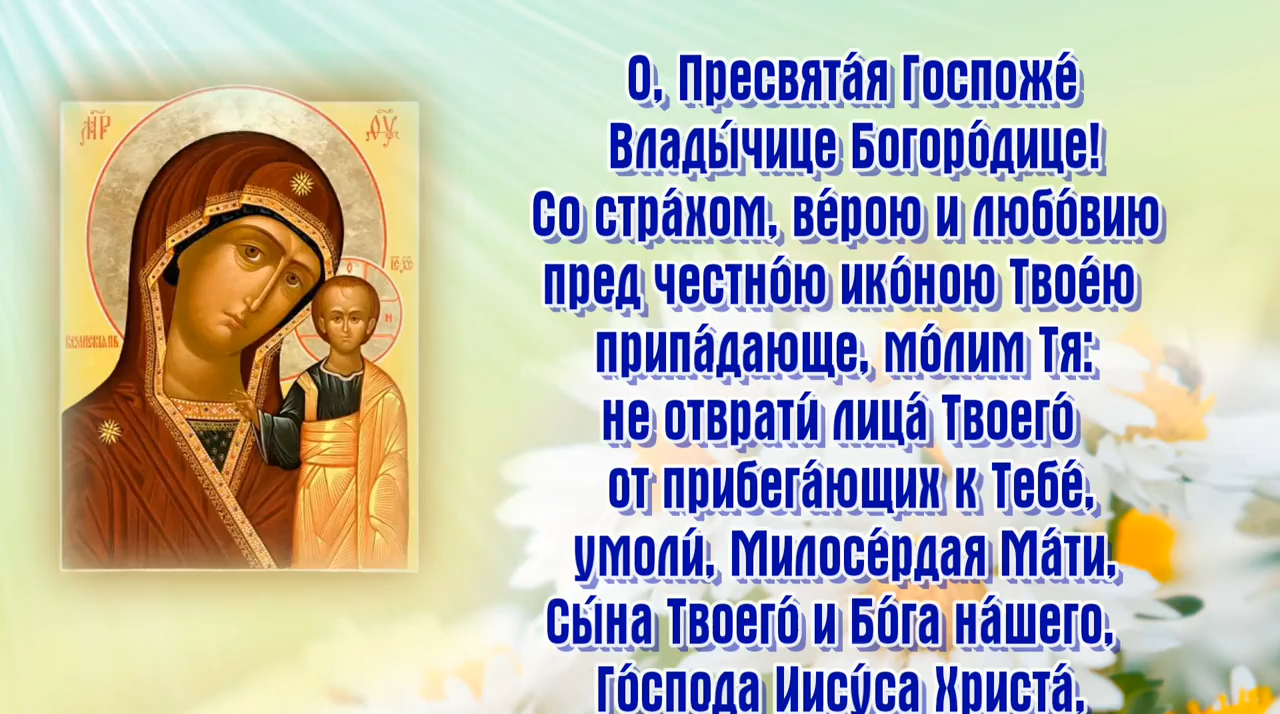 О, Пресвята́я Госпоже́
Влады́чице Богоро́дице!
Со стра́хом, ве́рою и любо́вию
пред честно́ю ико́ною Твое́ю
припа́дающе, мо́лим Тя:
не отврати́ лица́ Твоего́
от прибега́ющих к Тебе́,
умоли́, Милосе́рдая Ма́ти,
Сы́на Твоего́ и Бо́га на́шего,
Го́спода Иису́са Христа́,